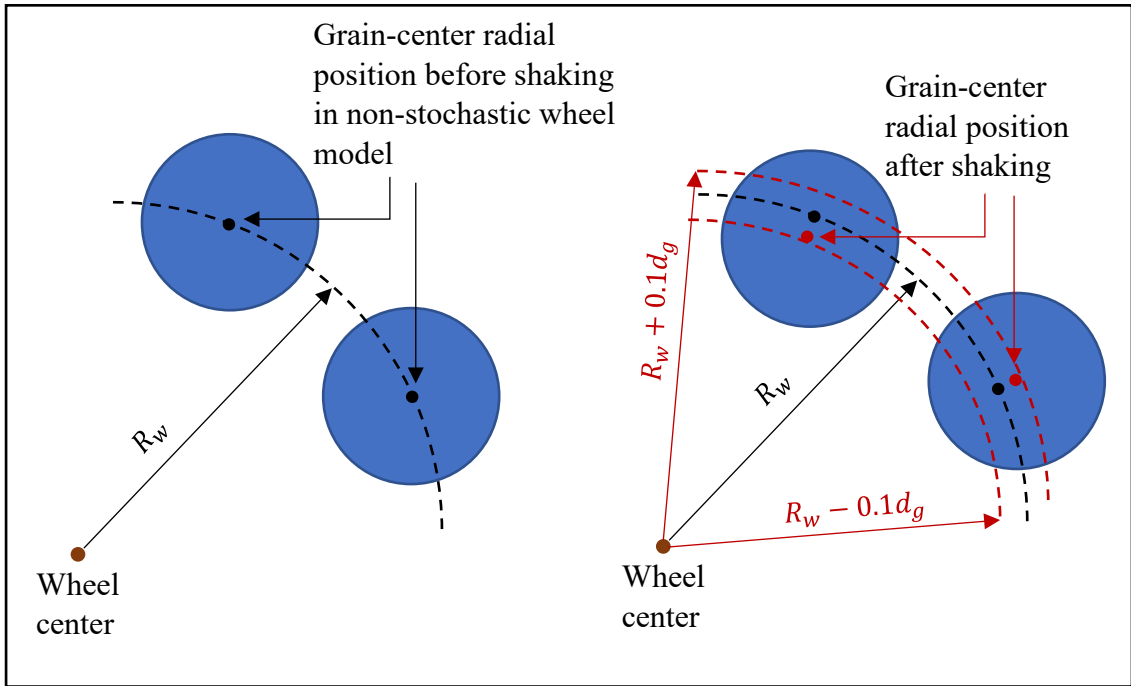 Grain-center radial
position before shaking
in non-stochastic wheel
model
R_w
Wheel
center
Grain-center
radial position
after shaking
R_w + 0.1d_g
R_w
R_w − 0.1d_g
Wheel
center